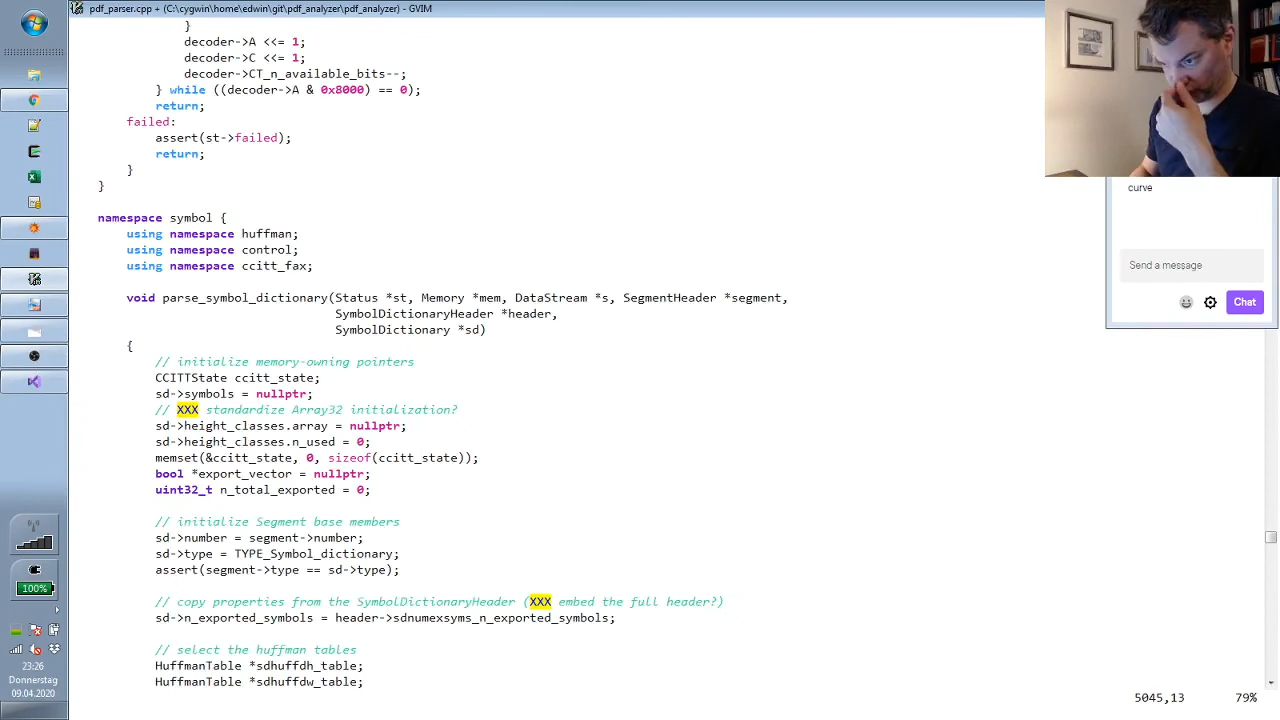 pdf_parser.cpp + (C:\cygwin\home\edwin\git\pdf_analyzer\pdf_analyzer) - GVIM
}
decoder->A <<= 1;
decoder->C <<= 1;
decoder->CT_n_available_bits--;
} while ((decoder->A & 0x8000) == 0);
return;
failed:
assert(st->failed);
return;
}
}
namespace symbol {
using namespace huffman;
using namespace control;
using namespace ccitt_fax;
void parse_symbol_dictionary(Status *st, Memory *mem, DataStream *s, SegmentHeader *segment,
SymbolDictionaryHeader *header,
SymbolDictionary *sd)
{
// initialize memory-owning pointers
CCITTState ccitt_state;
sd->symbols = nullptr;
// XXX standardize Array32 initialization?
sd->height_classes.array = nullptr;
sd->height_classes.n_used = 0;
memset(&ccitt_state, 0, sizeof(ccitt_state));
bool *export_vector = nullptr;
uint32_t n_total_exported = 0;
// initialize Segment base members
sd->number = segment->number;
sd->type = TYPE_Symbol_dictionary;
assert(segment->type == sd->type);
// copy properties from the SymbolDictionaryHeader (XXX embed the full header?)
sd->n_exported_symbols = header->sdnumexsyms_n_exported_symbols;
// select the huffman tables
HuffmanTable *sdhuffdh_table;
HuffmanTable *sdhuffdw_table;
5045,13 79%
curve
Send a message
Chat
100%
23:26
Donnerstag
09.04.2020